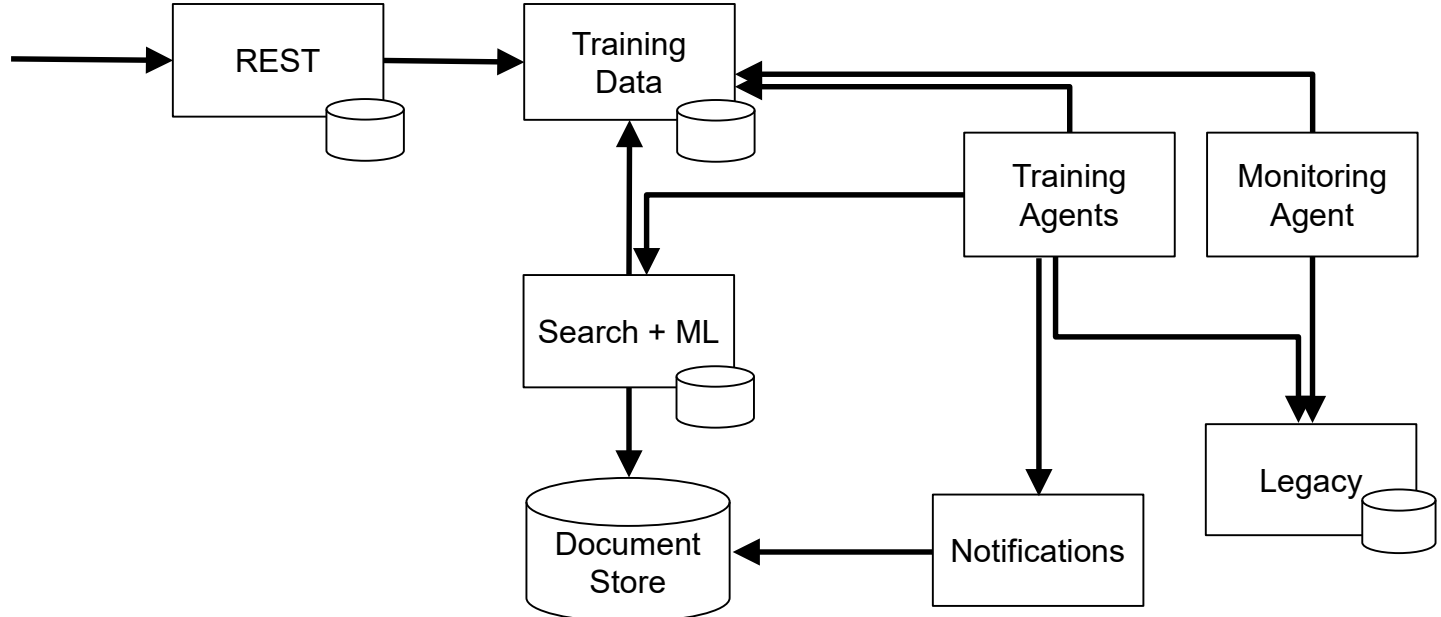 REST
Training
Data
Training
Agents
Monitoring
Agent
Search + ML
Legacy
Document
Store
Notifications